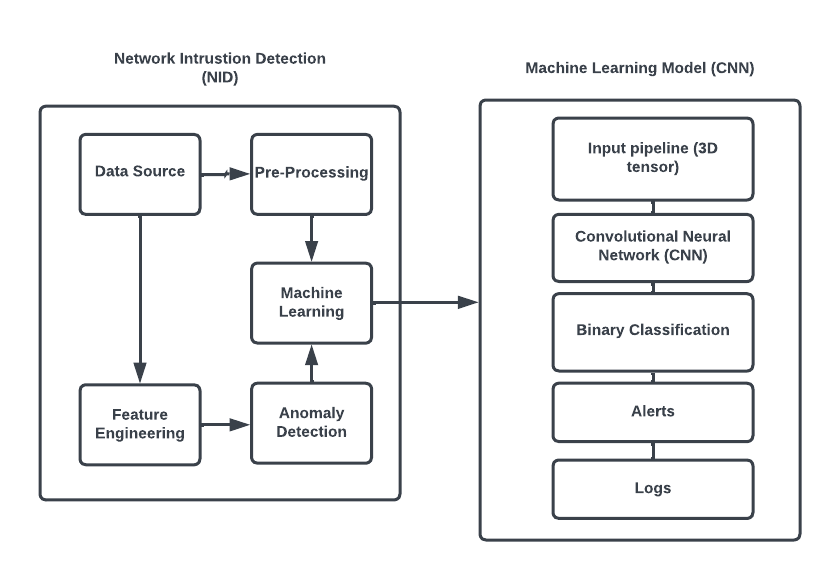 Network Intrustion Detection
(NID)
Machine Learning Model (CNN)
Data Source
Pre-Processing
Machine
Learning
Feature
Engineering
Anomaly
Detection
Input pipeline (3D
tensor)
Convolutional Neural
Network (CNN)
Binary Classification
Alerts
Logs